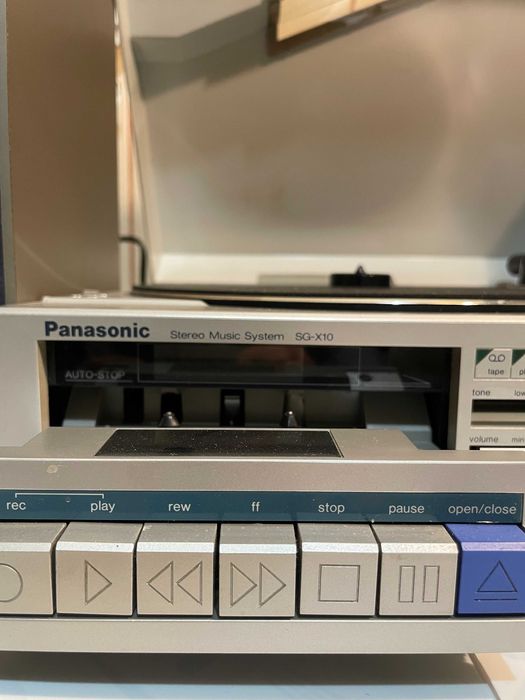 Panasonic Stereo Music System SG-X10
AUTO-STOP
tape
tone low
volume min
rec play rew ff stop pause open/close